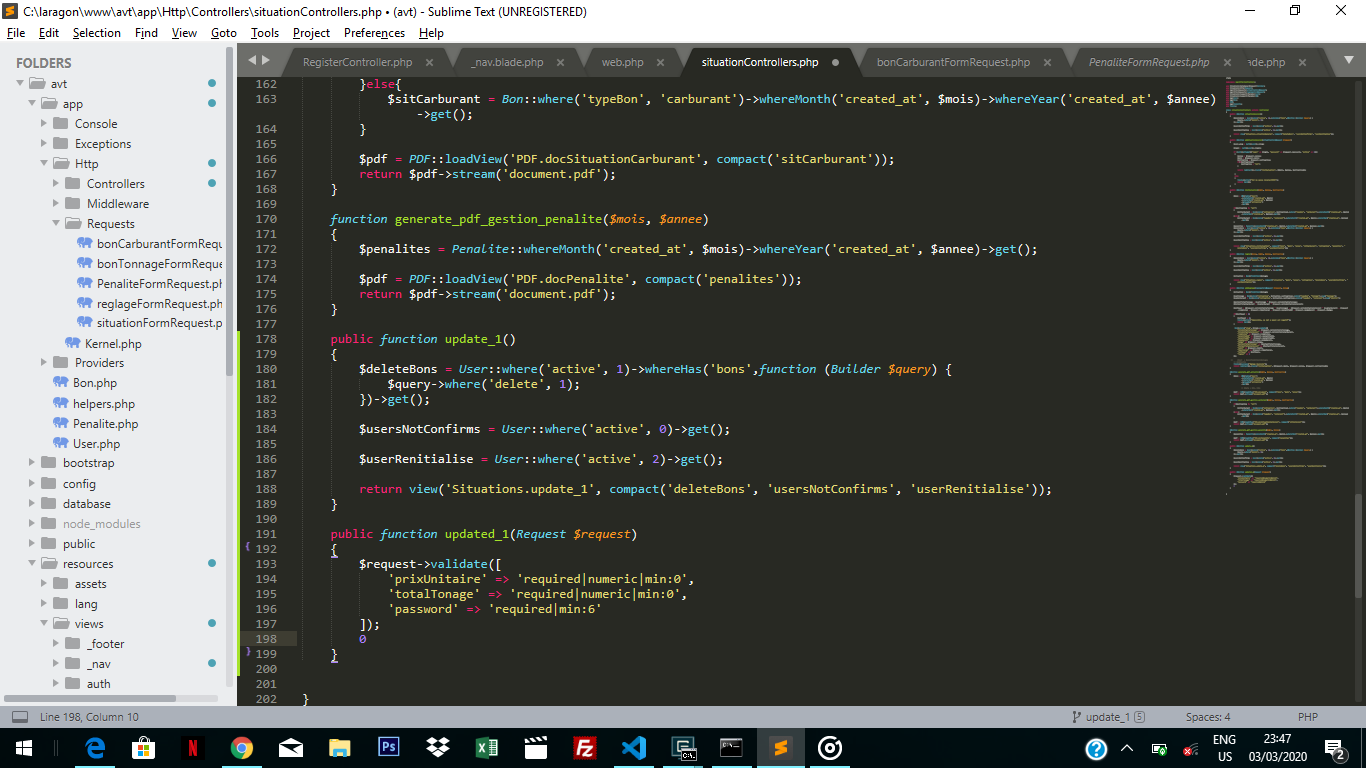 C:\laragon\www\avt\app\Http\Controllers\situationControllers.php • (avt) - Sublime Text (UNREGISTERED)
File Edit Selection Find View Goto Tools Project Preferences Help
FOLDERS
avt
app
Console
Exceptions
Http
Controllers
Middleware
Requests
bonCarburantFormRequ
bonTonnageFormReque
PenaliteFormRequest.ph
reglageFormRequest.ph
situationFormRequest.p
Kernel.php
Providers
Bon.php
helpers.php
Penalite.php
User.php
bootstrap
config
database
node_modules
public
resources
assets
lang
views
_footer
_nav
auth
RegisterController.php _nav.blade.php web.php situationControllers.php bonCarburantFormRequest.php PenaliteFormRequest.php ade.php
162 }else{
163 $sitCarburant = Bon::where('typeBon', 'carburant')->whereMonth('created_at', $mois)->whereYear('created_at', $annee)
->get();
164 }
165
166 $pdf = PDF::loadView('PDF.docSituationCarburant', compact('sitCarburant'));
167 return $pdf->stream('document.pdf');
168 }
169
170 function generate_pdf_gestion_penalite($mois, $annee)
171 {
172 $penalites = Penalite::whereMonth('created_at', $mois)->whereYear('created_at', $annee)->get();
173
174 $pdf = PDF::loadView('PDF.docPenalite', compact('penalites'));
175 return $pdf->stream('document.pdf');
176 }
177
178 public function update_1()
179 {
180 $deleteBons = User::where('active', 1)->whereHas('bons',function (Builder $query) {
181 $query->where('delete', 1);
182 })->get();
183
184 $usersNotConfirms = User::where('active', 0)->get();
185
186 $userRenitialise = User::where('active', 2)->get();
187
188 return view('Situations.update_1', compact('deleteBons', 'usersNotConfirms', 'userRenitialise'));
189 }
190
191 public function updated_1(Request $request)
192 {
193 $request->validate([
194 'prixUnitaire' => 'required|numeric|min:0',
195 'totalTonage' => 'required|numeric|min:0',
196 'password' => 'required|min:6'
197 ]);
198 0
199 }
200
201
202 }
Line 198, Column 10 update_1 5 Spaces: 4 PHP
ENG 23:47
US 03/03/2020 2